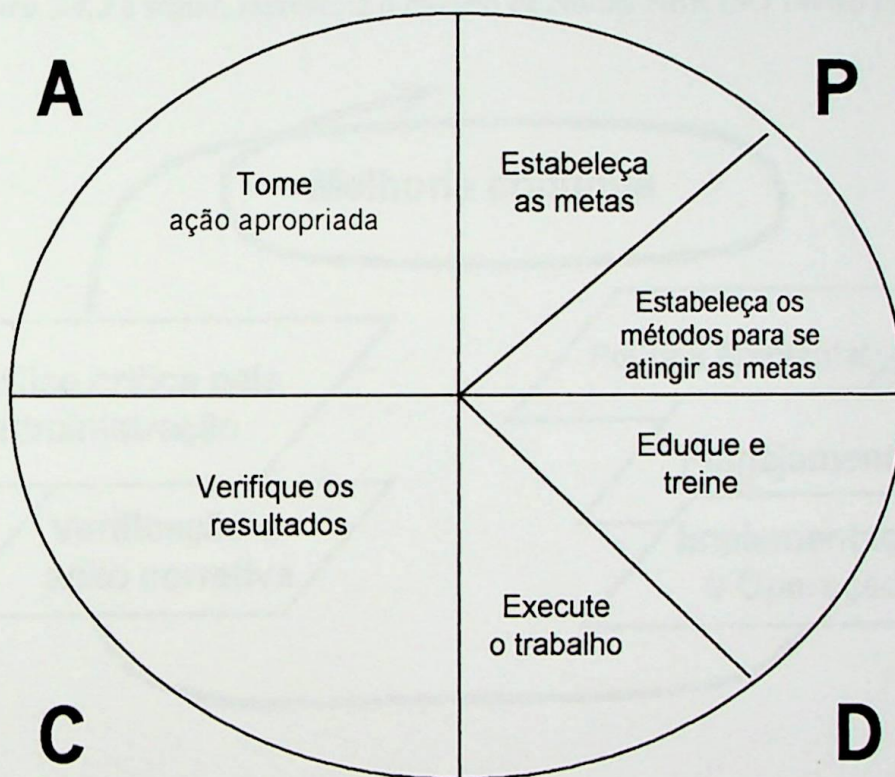 A
P
Tome
ação apropriada
Estabeleça
as metas
Estabeleça os
métodos para se
atingir as metas
Eduque e
treine
Execute
o trabalho
Verifique os
resultados
C
D